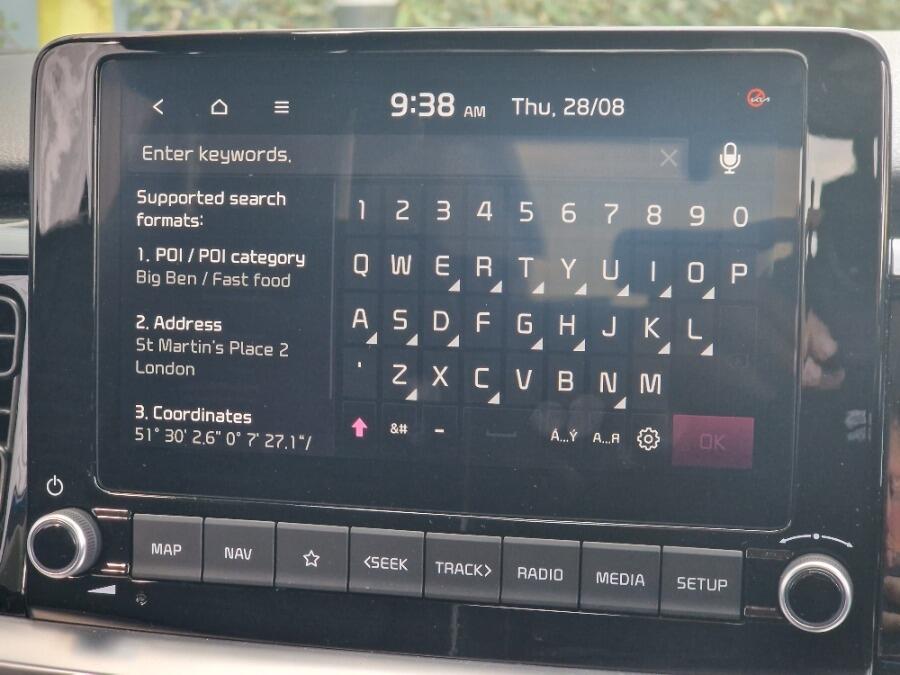 9:38 AM Thu, 28/08
Enter keywords.
Supported search
formats:
1. POI / POI category
Big Ben / Fast food
2. Address
St Martin's Place 2
London
3. Coordinates
51° 30' 2.6" 0° 7' 27.1"/
1 2 3 4 5 6 7 8 9 0
Q W E R T Y U I O P
A S D F G H J K L
' Z X C V B N M
&# - Á...Ý A...Я OK
MAP NAV <SEEK TRACK> RADIO MEDIA SETUP